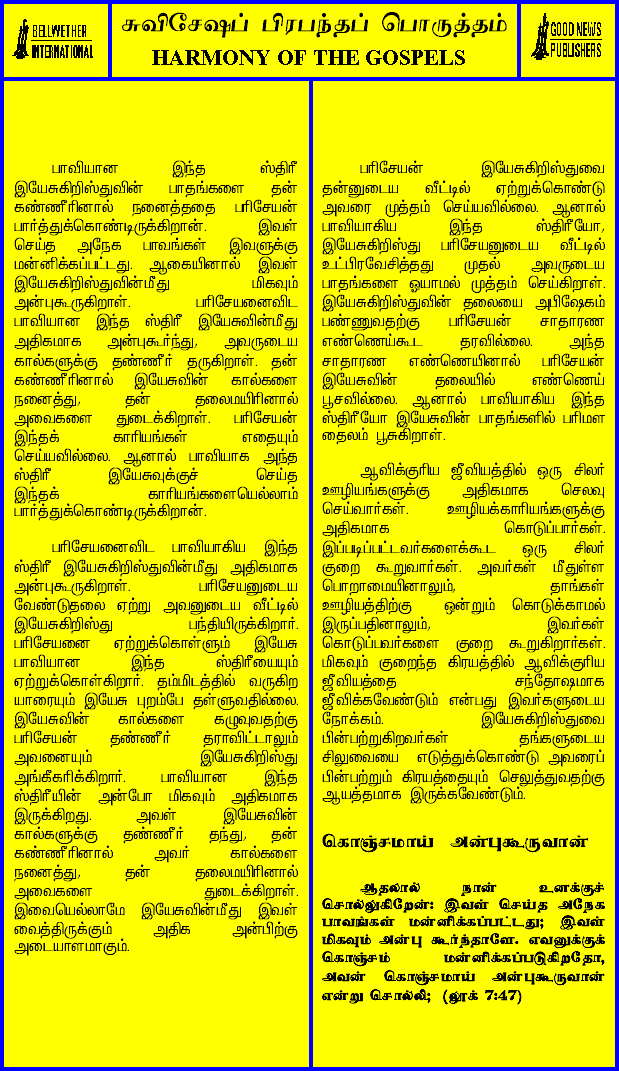 BELLWETHER
INTERNATIONAL
சுவிசேஷப் பிரபந்தப் பொருத்தம்
HARMONY OF THE GOSPELS
GOOD NEWS
PUBLISHERS
பாவியான இந்த ஸ்திரீ
இயேசுகிறிஸ்துவின் பாதங்களை தன்
கண்ணீரினால் நனைத்ததை பரிசேயன்
பார்த்துக்கொண்டிருக்கிறான். இவள்
செய்த அநேக பாவங்கள் இவளுக்கு
மன்னிக்கப்பட்டது. ஆகையினால் இவள்
இயேசுகிறிஸ்துவின்மீது மிகவும்
அன்புகூருகிறாள். பரிசேயனைவிட
பாவியான இந்த ஸ்திரீ இயேசுவின்மீது
அதிகமாக அன்புகூர்ந்து, அவருடைய
கால்களுக்கு தண்ணீர் தருகிறாள். தன்
கண்ணீரினால் இயேசுவின் கால்களை
நனைத்து, தன் தலைமயிரினால்
அவைகளை துடைக்கிறாள். பரிசேயன்
இந்தக் காரியங்கள் எதையும்
செய்யவில்லை. ஆனால் பாவியாக அந்த
ஸ்திரீ இயேசுவுக்குச் செய்த
இந்தக் காரியங்களையெல்லாம்
பார்த்துக்கொண்டிருக்கிறான்.
பரிசேயனைவிட பாவியாகிய இந்த
ஸ்திரீ இயேசுகிறிஸ்துவின்மீது அதிகமாக
அன்புகூருகிறாள். பரிசேயனுடைய
வேண்டுதலை ஏற்று அவனுடைய வீட்டில்
இயேசுகிறிஸ்து பந்தியிருக்கிறார்.
பரிசேயனை ஏற்றுக்கொள்ளும் இயேசு
பாவியான இந்த ஸ்திரீயையும்
ஏற்றுக்கொள்கிறார். தம்மிடத்தில் வருகிற
யாரையும் இயேசு புறம்பே தள்ளுவதில்லை.
இயேசுவின் கால்களை கழுவுவதற்கு
பரிசேயன் தண்ணீர் தராவிட்டாலும்
அவனையும் இயேசுகிறிஸ்து
அங்கீகரிக்கிறார். பாவியான இந்த
ஸ்திரீயின் அன்போ மிகவும் அதிகமாக
இருக்கிறது. அவள் இயேசுவின்
கால்களுக்கு தண்ணீர் தந்து, தன்
கண்ணீரினால் அவர் கால்களை
நனைத்து, தன் தலைமயிரினால்
அவைகளை துடைக்கிறாள்.
இவையெல்லாமே இயேசுவின்மீது இவள்
வைத்திருக்கும் அதிக அன்பிற்கு
அடையாளமாகும்.
பரிசேயன் இயேசுகிறிஸ்துவை
தன்னுடைய வீட்டில் ஏற்றுக்கொண்டு
அவரை முத்தம் செய்யவில்லை. ஆனால்
பாவியாகிய இந்த ஸ்திரீயோ,
இயேசுகிறிஸ்து பரிசேயனுடைய வீட்டில்
உட்பிரவேசித்தது முதல் அவருடைய
பாதங்களை ஓயாமல் முத்தம் செய்கிறாள்.
இயேசுகிறிஸ்துவின் தலையை அபிஷேகம்
பண்ணுவதற்கு பரிசேயன் சாதாரண
எண்ணெய்கூட தரவில்லை. அந்த
சாதாரண எண்ணெயினால் பரிசேயன்
இயேசுவின் தலையில் எண்ணெய்
பூசவில்லை. ஆனால் பாவியாகிய இந்த
ஸ்திரீயோ இயேசுவின் பாதங்களில் பரிமள
தைலம் பூசுகிறாள்.
ஆவிக்குரிய ஜீவியத்தில் ஒரு சிலர்
ஊழியங்களுக்கு அதிகமாக செலவு
செய்வார்கள். ஊழியக்காரியங்களுக்கு
அதிகமாக கொடுப்பார்கள்.
இப்படிப்பட்டவர்களைக்கூட ஒரு சிலர்
குறை கூறுவார்கள். அவர்கள் மீதுள்ள
பொறாமையினாலும், தாங்கள்
ஊழியத்திற்கு ஒன்றும் கொடுக்காமல்
இருப்பதினாலும், இவர்கள்
கொடுப்பவர்களை குறை கூறுகிறார்கள்.
மிகவும் குறைந்த கிரயத்தில் ஆவிக்குரிய
ஜீவியத்தை சந்தோஷமாக
ஜீவிக்கவேண்டும் என்பது இவர்களுடைய
நோக்கம். இயேசுகிறிஸ்துவை
பின்பற்றுகிறவர்கள் தங்களுடைய
சிலுவையை எடுத்துக்கொண்டு அவரைப்
பின்பற்றும் கிரயத்தையும் செலுத்துவதற்கு
ஆயத்தமாக இருக்கவேண்டும்.
கொஞ்சமாய் அன்புகூருவான்
ஆதலால் நான் உனக்குச்
சொல்லுகிறேன்: இவள் செய்த அநேக
பாவங்கள் மன்னிக்கப்பட்டது; இவள்
மிகவும் அன்பு கூர்ந்தாளே. எவனுக்குக்
கொஞ்சம் மன்னிக்கப்படுகிறதோ,
அவன் கொஞ்சமாய் அன்புகூருவான்
என்று சொல்லி; (லூக் 7:47)